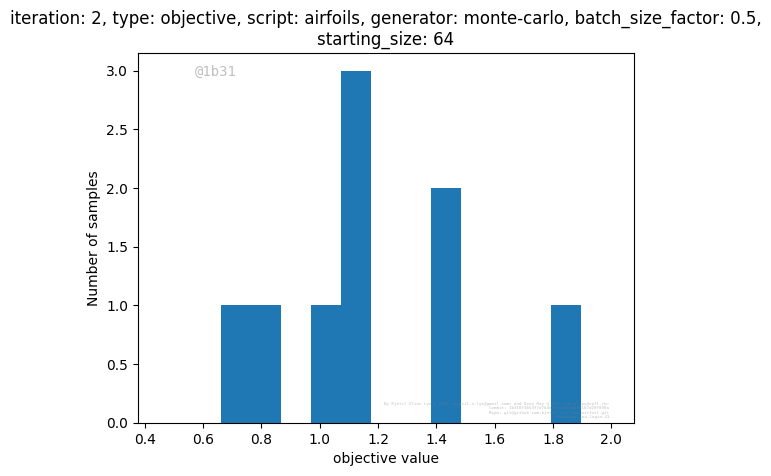 iteration: 2, type: objective, script: airfoils, generator: monte-carlo, batch_size_factor: 0.5,
starting_size: 64
@1b31
3.0
2.5
2.0
1.5
1.0
0.5
0.0
Number of samples
0.4 0.6 0.8 1.0 1.2 1.4 1.6 1.8 2.0
objective value